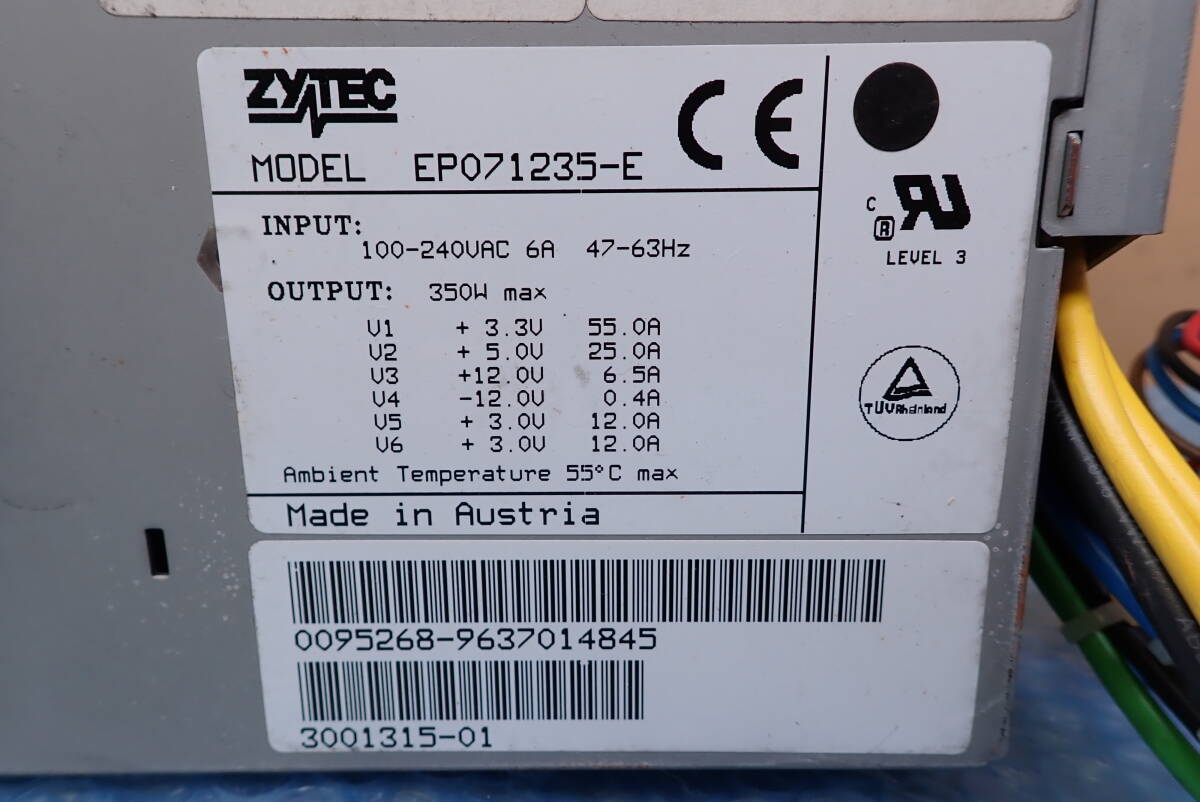 ZYTEC
CE
MODEL EP071235-E
INPUT:
100-240VAC 6A 47-63Hz
OUTPUT: 350W max
V1 + 3.3V 55.0A
V2 + 5.0V 25.0A
V3 +12.0V 6.5A
V4 -12.0V 0.4A
V5 + 3.0V 12.0A
V6 + 3.0V 12.0A
Ambient Temperature 55°C max
Made in Austria
C RU
®
LEVEL 3
TÜVRheinland
0095268-9637014845
3001315-01